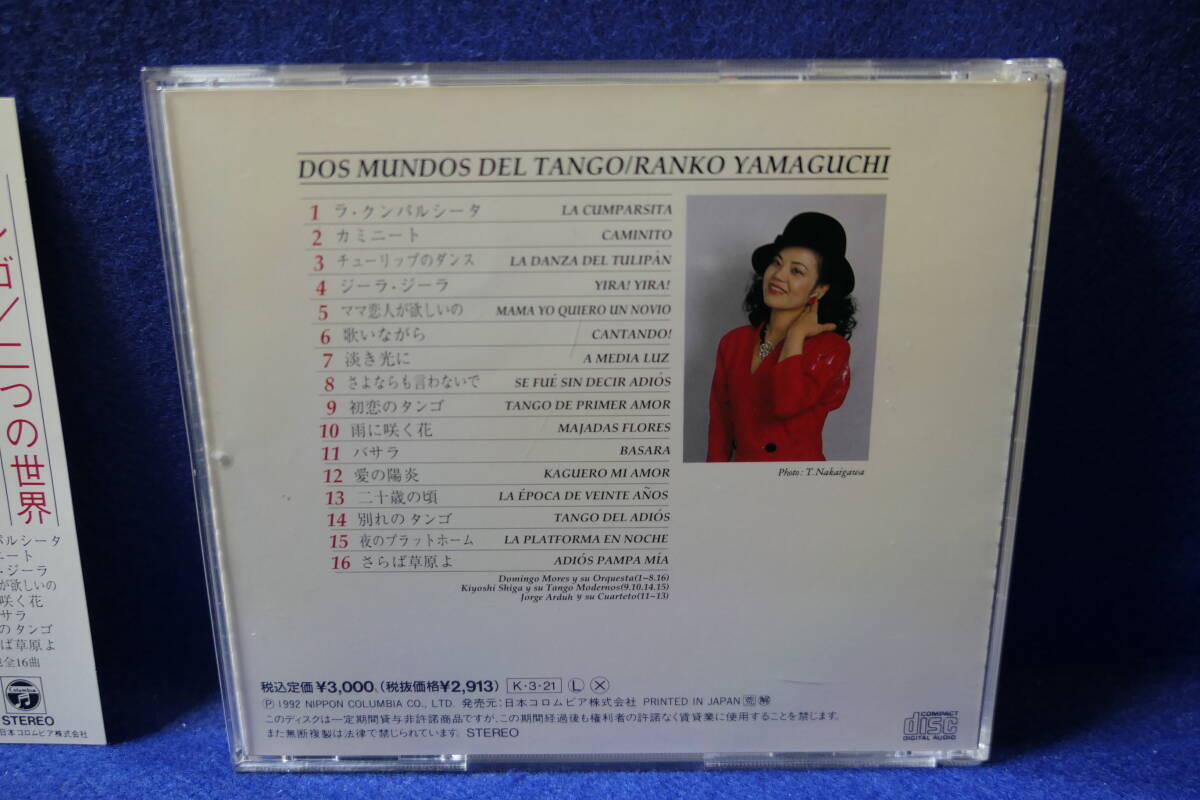 ンゴ/二つの世界
パルシータ
ニート
・ジーラ
が欲しいの
咲く花
サラ
のタンゴ
ば草原よ
全16曲
Columbia
STEREO
日本コロムビア株式会社
DOS MUNDOS DEL TANGO/RANKO YAMAGUCHI
1 ラ・クンパルシータ LA CUMPARSITA
2 カミニート CAMINITO
3 チューリップのダンス LA DANZA DEL TULIPÁN
4 ジーラ・ジーラ YIRA! YIRA!
5 ママ恋人が欲しいの MAMA YO QUIERO UN NOVIO
6 歌いながら CANTANDO!
7 淡き光に A MEDIA LUZ
8 さよならも言わないで SE FUÉ SIN DECIR ADIÓS
9 初恋のタンゴ TANGO DE PRIMER AMOR
10 雨に咲く花 MAJADAS FLORES
11 バサラ BASARA
12 愛の陽炎 KAGUERO MI AMOR
13 二十歳の頃 LA ÉPOCA DE VEINTE AÑOS
14 別れのタンゴ TANGO DEL ADIÓS
15 夜のプラットホーム LA PLATFORMA EN NOCHE
16 さらば草原よ ADIÓS PAMPA MÍA
Domingo Mores y su Orquesta(1~8.16)
Kiyoshi Shiga y su Tango Modernos(9.10.14.15)
Jorge Arduh y su Cuarteto(11~13)
Photo: T.Nakaigawa
税込定価¥3,000(税抜価格¥2,913) K・3・21 L X
Ⓟ1992 NIPPON COLUMBIA CO., LTD. 発売元:日本コロムビア株式会社 PRINTED IN JAPAN
このディスクは一定期間貸与非許諾商品ですが、この期間経過後も権利者の許諾なく賃貸業に使用することを禁じます。
また無断複製は法律で禁じられています。STEREO
COMPACT
disc
DIGITAL AUDIO